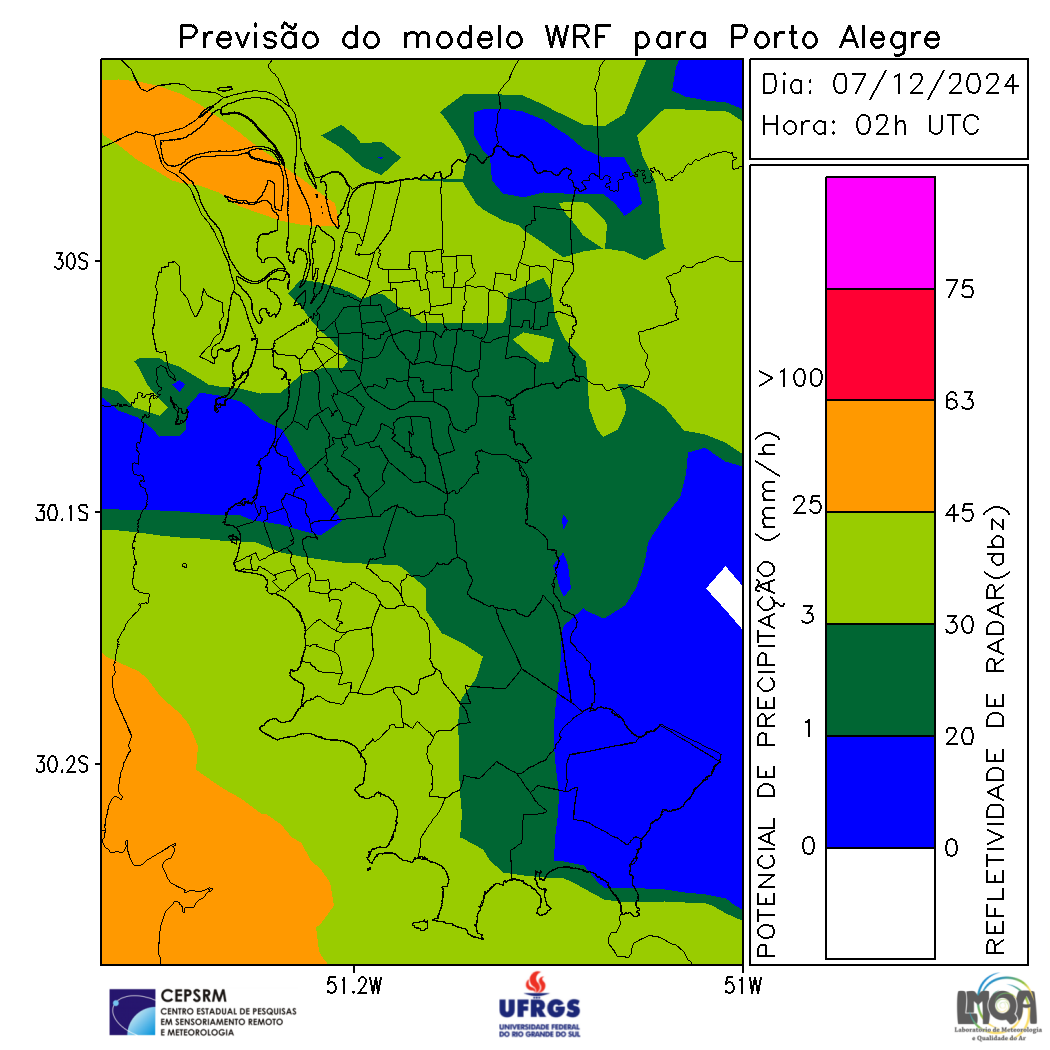 Previsão do modelo WRF para Porto Alegre
Dia: 07/12/2024
Hora: 02h UTC
30S
30.1S
30.2S
51.2W
51W
POTENCIAL DE PRECIPITAÇÃO (mm/h)
>100
25
3
1
0
75
63
45
30
20
0
REFLETIVIDADE DE RADAR(dbz)
CEPSRM
CENTRO ESTADUAL DE PESQUISAS
EM SENSORIAMENTO REMOTO
E METEOROLOGIA
UFRGS
UNIVERSIDADE FEDERAL
DO RIO GRANDE DO SUL
LMQA
Laboratório de Meteorologia
e Qualidade do Ar